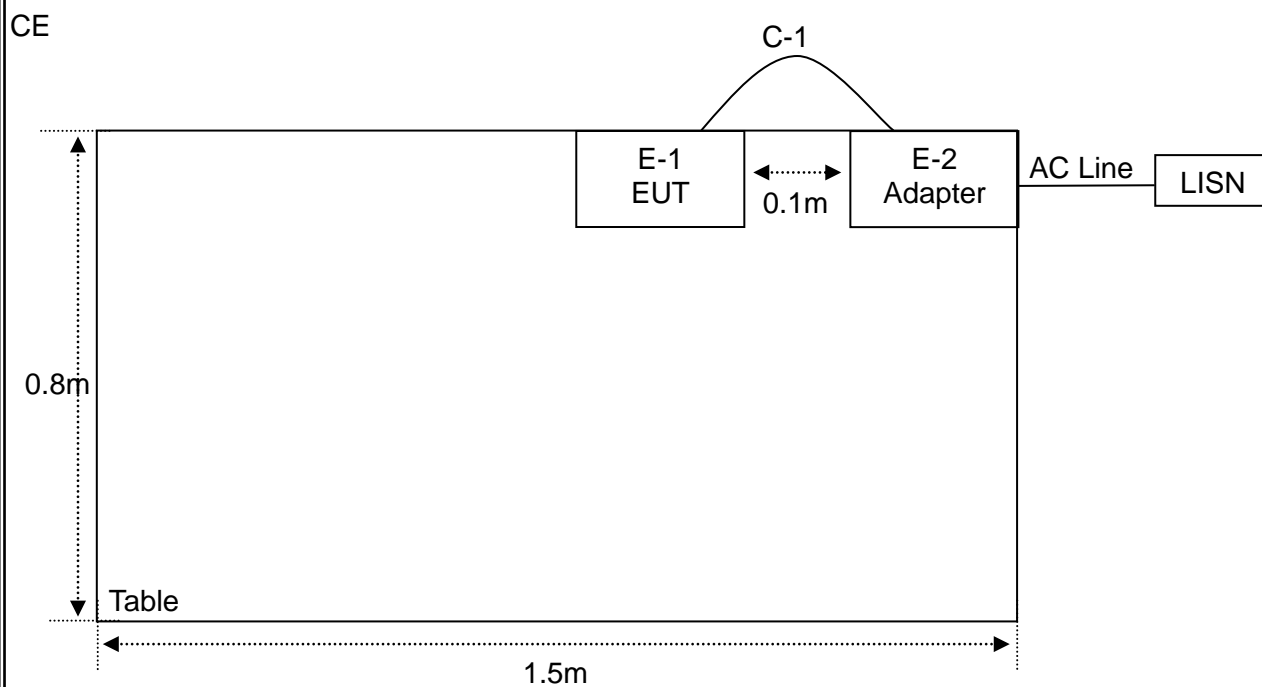 CE
C-1
E-1
EUT
0.1m
E-2
Adapter
AC Line
LISN
0.8m
Table
1.5m